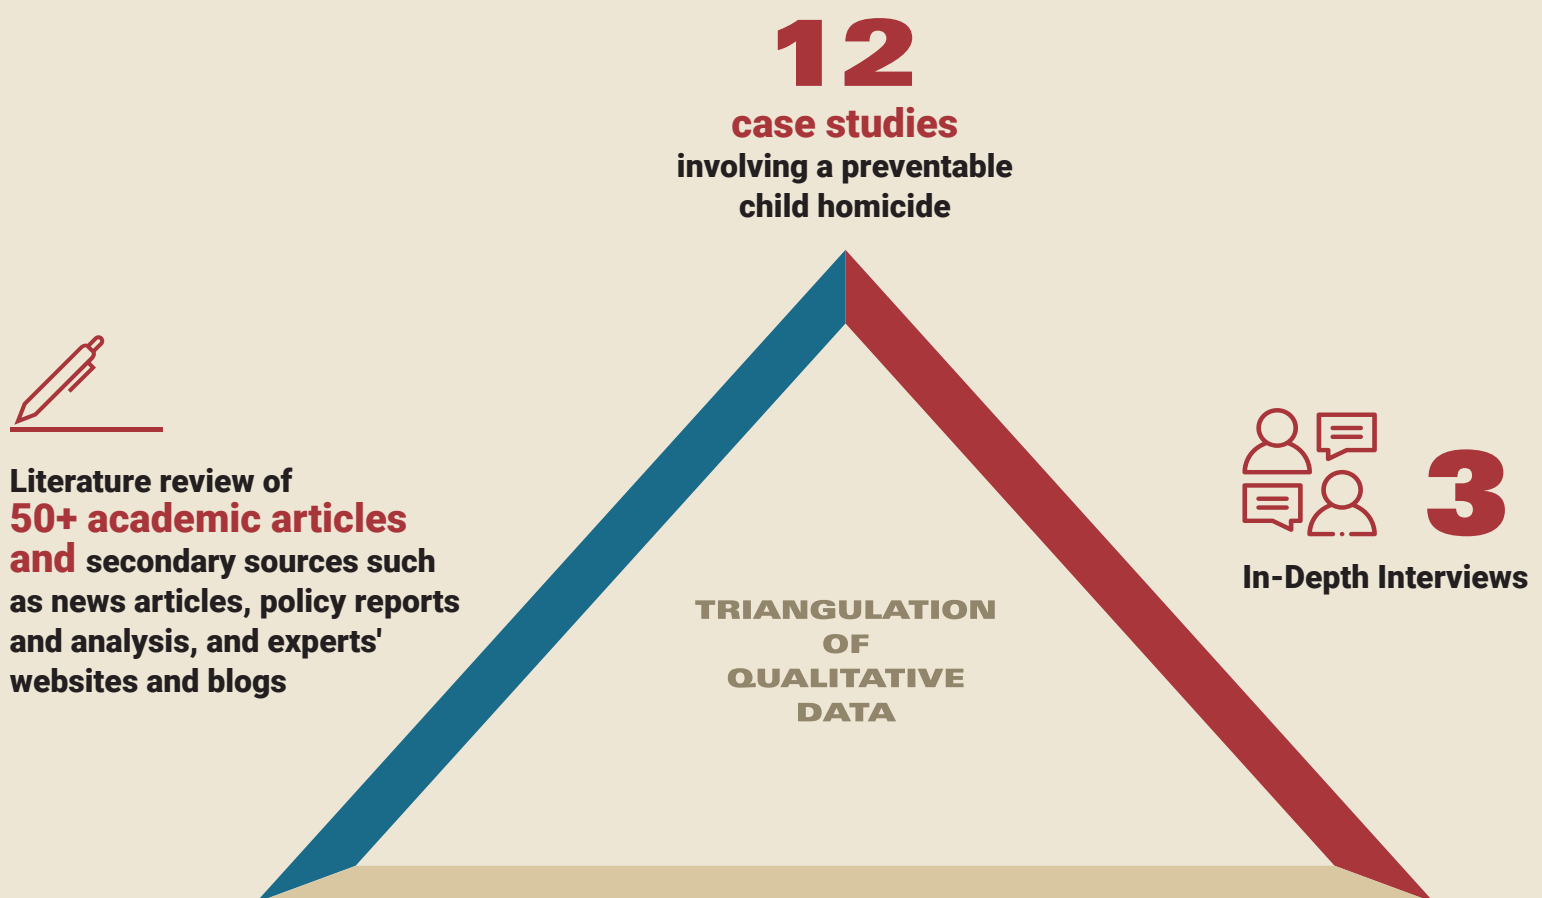 12
case studies
involving a preventable
child homicide
Literature review of
50+ academic articles
and secondary sources such
as news articles, policy reports
and analysis, and experts'
websites and blogs
3
In-Depth Interviews
TRIANGULATION
OF
QUALITATIVE
DATA